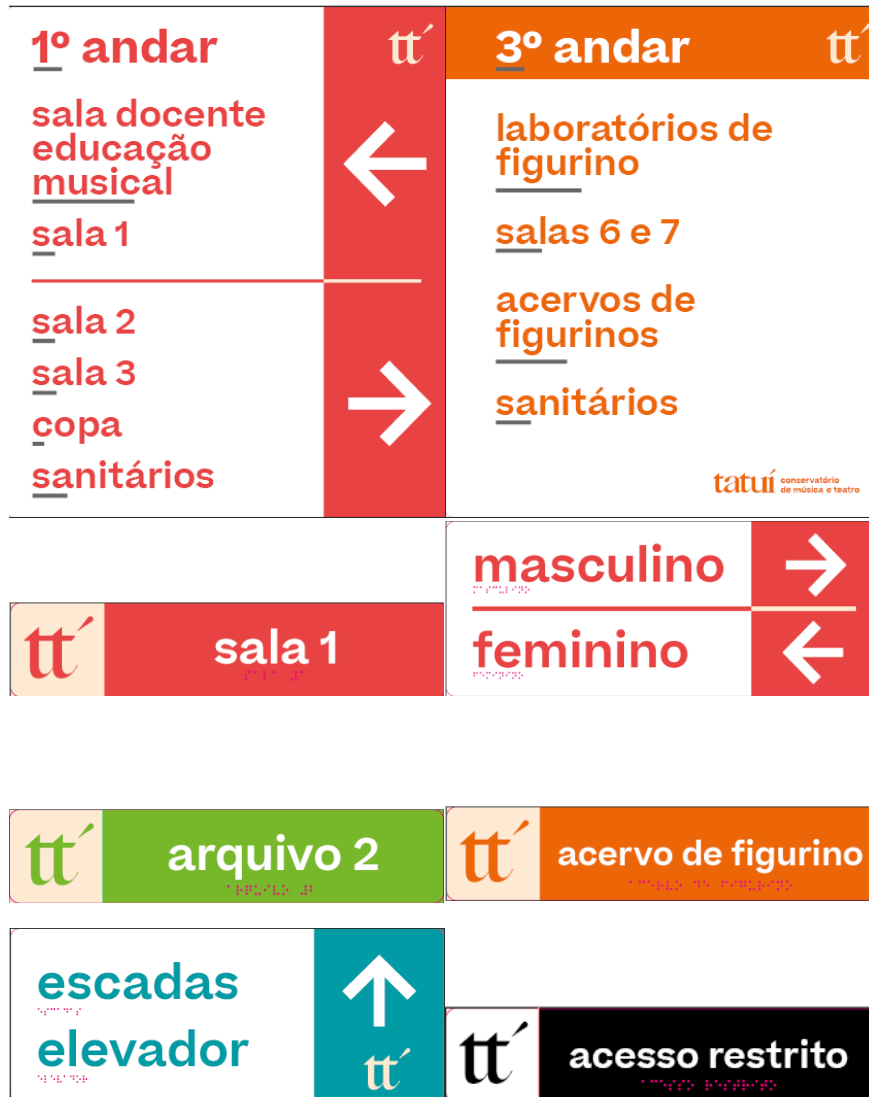 1º andar
tt´
sala docente
educação
musical
sala 1
sala 2
sala 3
copa
sanitários
3º andar
tt´
laboratórios de
figurino
salas 6 e 7
acervos de
figurinos
sanitários
tatuí conservatório
de música e teatro
tt´
sala 1
masculino
feminino
tt´
arquivo 2
tt´
acervo de figurino
escadas
elevador
tt´
tt´
acesso restrito